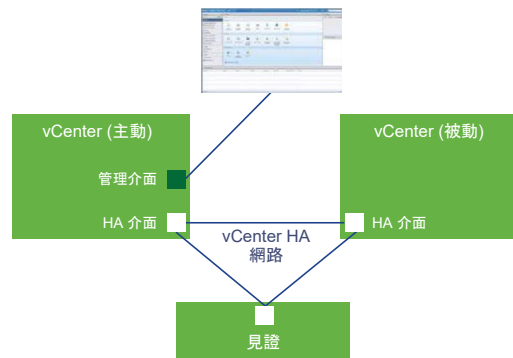 vCenter (主動)
vCenter (被動)
管理介面
HA 介面
HA 介面
vCenter HA
網路
見證